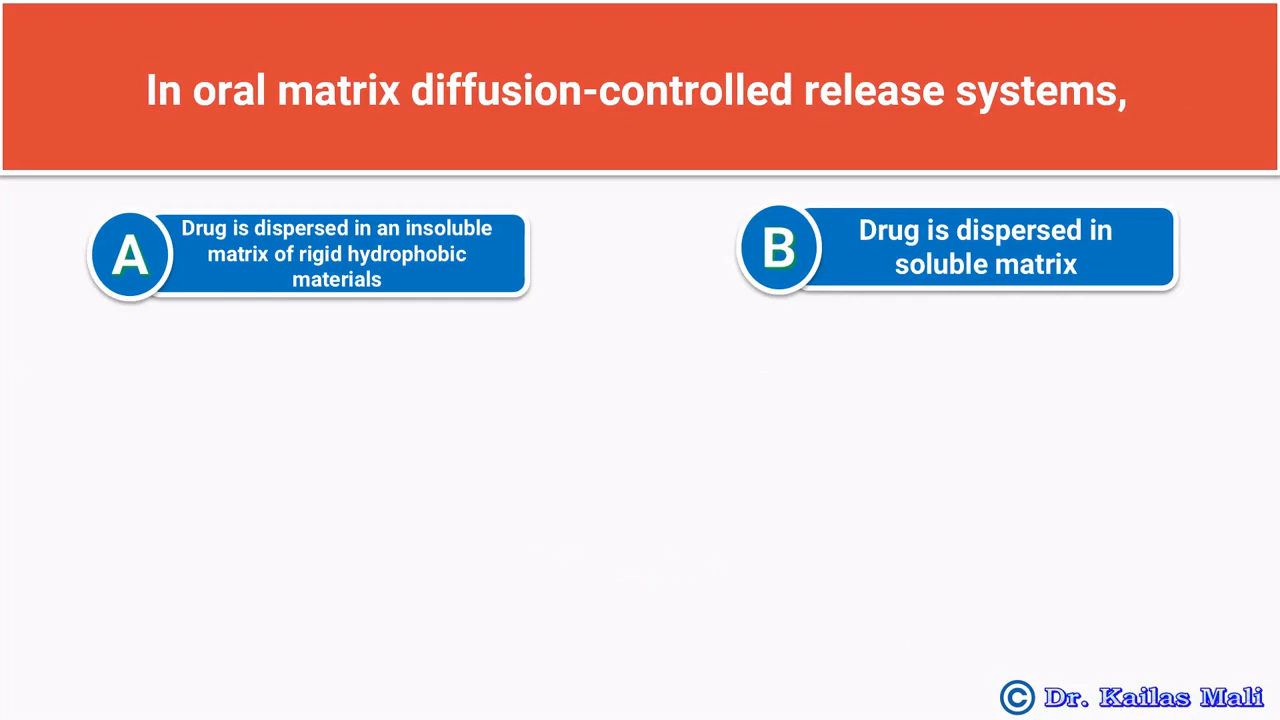 In oral matrix diffusion-controlled release systems,
A
Drug is dispersed in an insoluble
matrix of rigid hydrophobic
materials
B
Drug is dispersed in
soluble matrix
© Dr. Kailas Mali